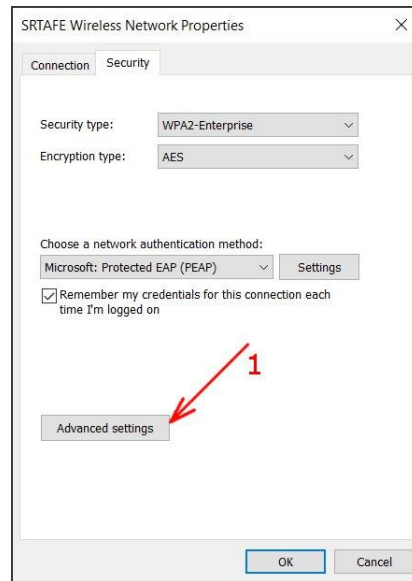 SRTAFE Wireless Network Properties
Connection
Security
Security type:
WPA2-Enterprise
Encryption type:
AES
Choose a network authentication method:
Microsoft: Protected EAP (PEAP)
Settings
Remember my credentials for this connection each
time I'm logged on
1
Advanced settings
OK
Cancel